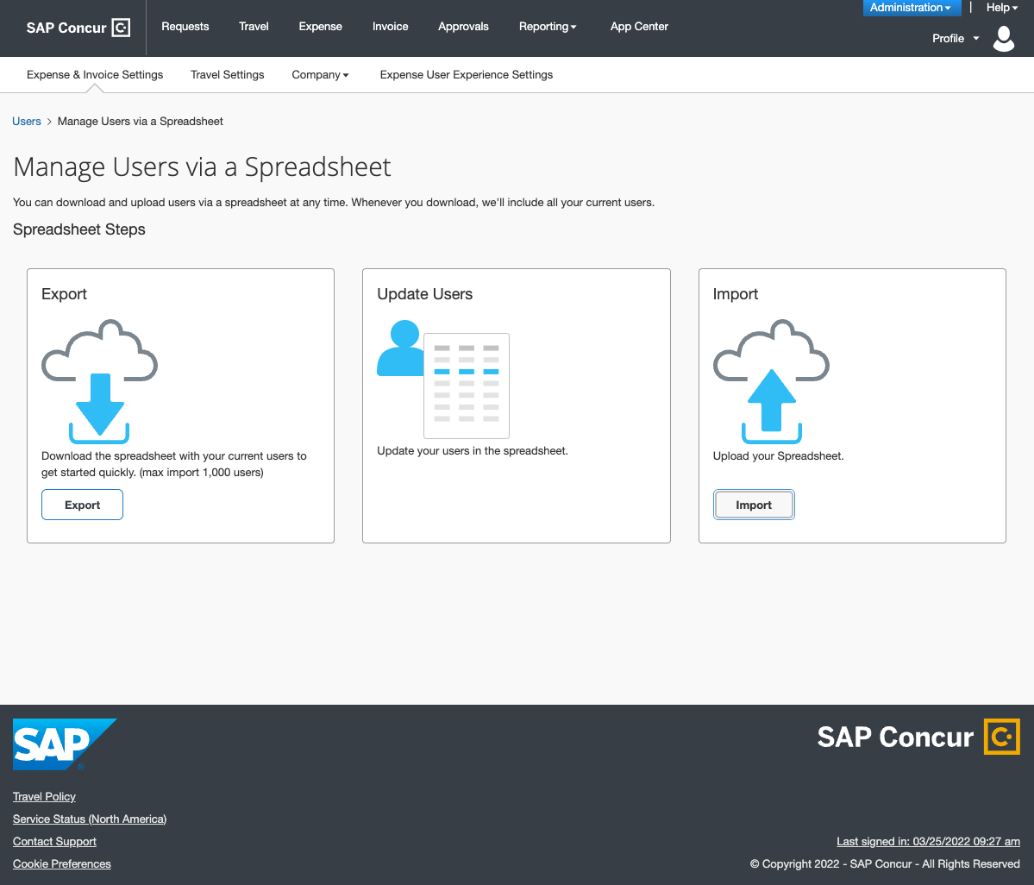 SAP Concur
Requests
Travel
Expense
Invoice
Approvals
Reporting
App Center
Administration
|
Help
Profile
Expense & Invoice Settings
Travel Settings
Company
Expense User Experience Settings
Users > Manage Users via a Spreadsheet
Manage Users via a Spreadsheet
You can download and upload users via a spreadsheet at any time. Whenever you download, we'll include all your current users.
Spreadsheet Steps
Export
Download the spreadsheet with your current users to
get started quickly. (max import 1,000 users)
Export
Update Users
Update your users in the spreadsheet.
Import
Upload your Spreadsheet.
Import
SAP
SAP Concur
Travel Policy
Service Status (North America)
Contact Support
Cookie Preferences
Last signed in: 03/25/2022 09:27 am
© Copyright 2022 - SAP Concur - All Rights Reserved